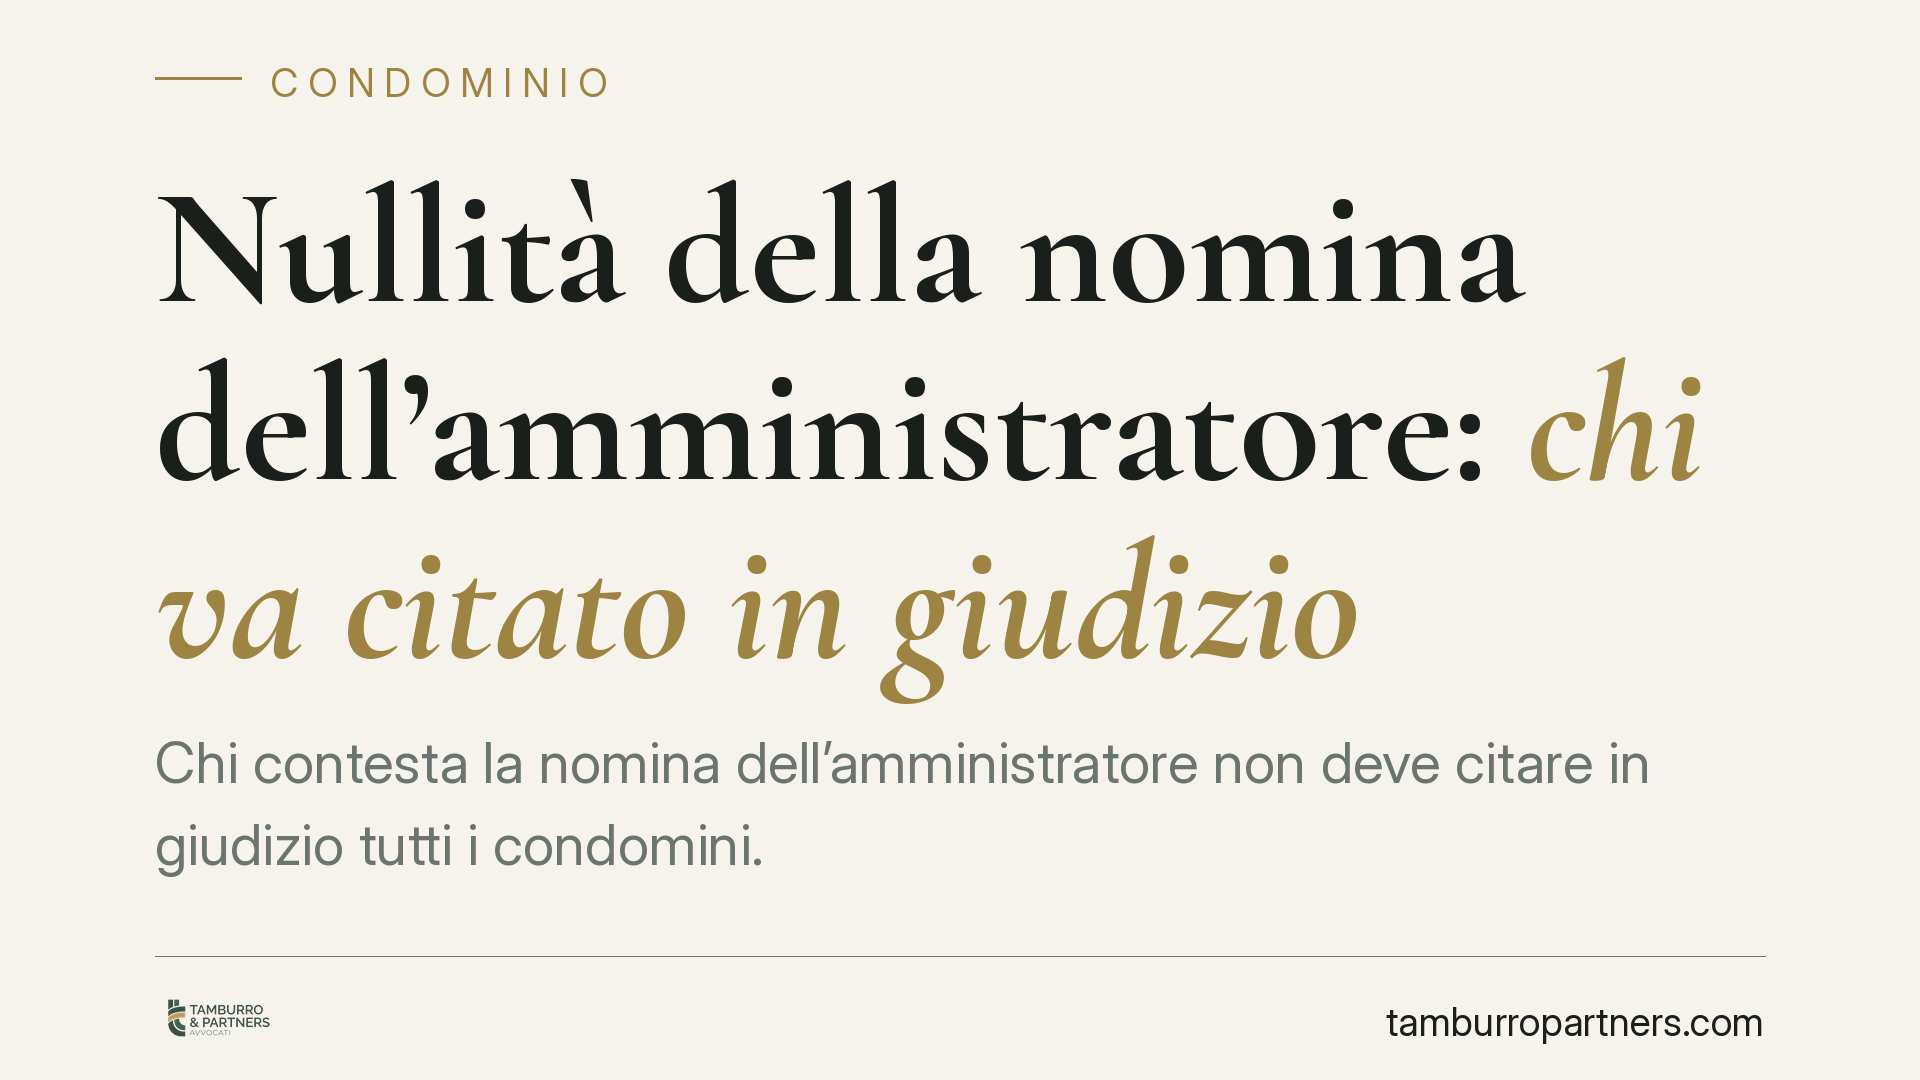 CONDOMINIO
Nullità della nomina
dell’amministratore: chi
va citato in giudizio
Chi contesta la nomina dell’amministratore non deve citare in
giudizio tutti i condomini.
TAMBURRO
& PARTNERS
AVVOCATI
tamburropartners.com